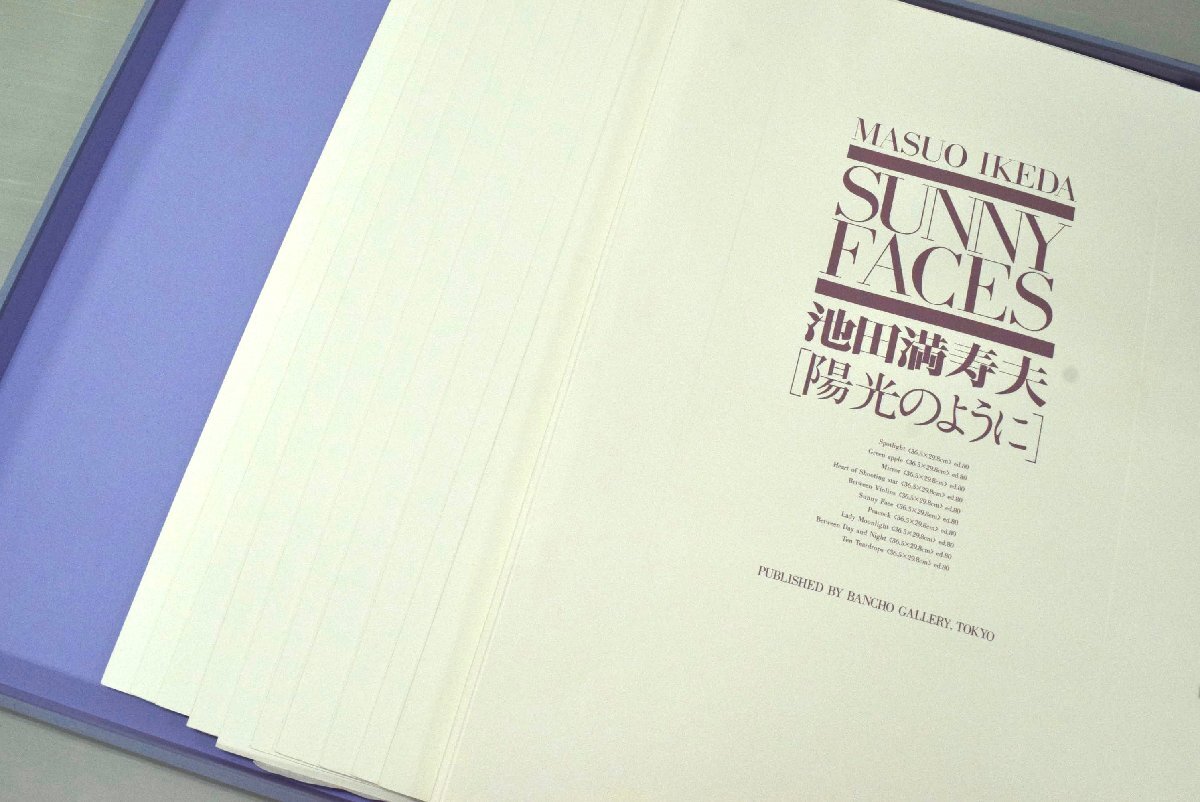 MASUO IKEDA
SUNNY
FACES
池田満寿夫
[陽光のように]
Spotlight〈36.5×29.8cm〉ed.80
Green apple〈36.5×29.8cm〉ed.80
Mirror〈36.5×29.8cm〉ed.80
Heart of Shooting star〈36.5×29.8cm〉ed.80
Between Violins〈36.5×29.8cm〉ed.80
Sunny Face〈36.5×29.8cm〉ed.80
Peacock〈36.5×29.8cm〉ed.80
Lady Moonlight〈36.5×29.8cm〉ed.80
Between Day and Night〈36.5×29.8cm〉ed.80
Ten Teardrops〈36.5×29.8cm〉ed.80
PUBLISHED BY BANCHO GALLERY, TOKYO